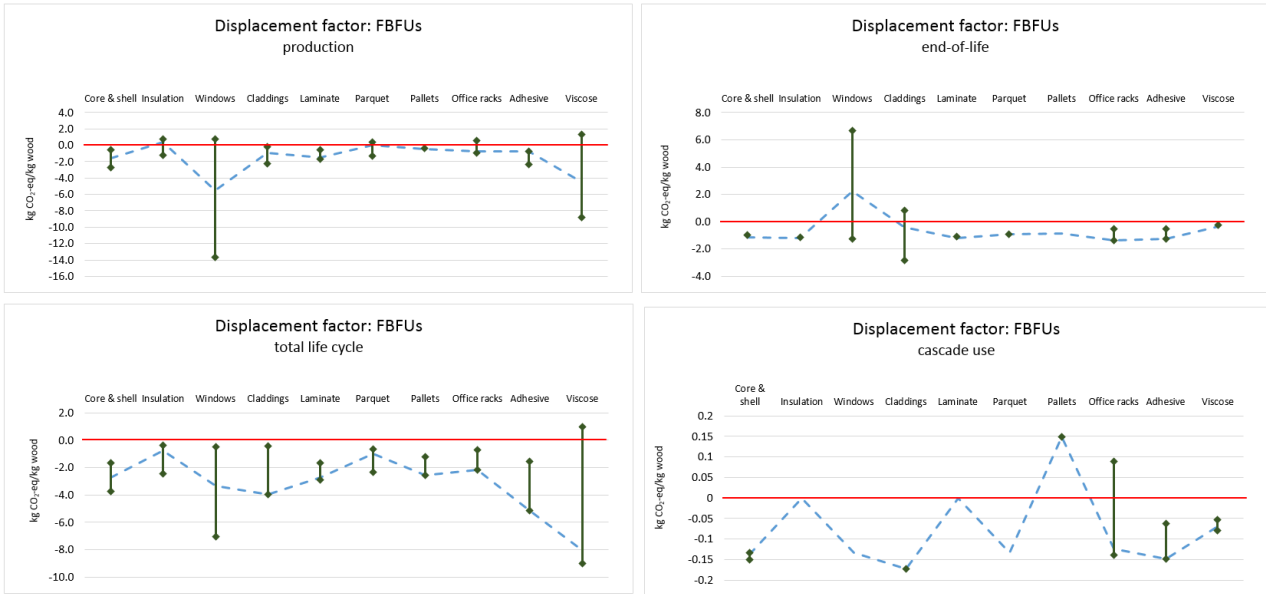 Displacement factor: FBFUs
production
Core & shell Insulation Windows Claddings Laminate Parquet Pallets Office racks Adhesive Viscose
4.0
2.0
0.0
-2.0
-4.0
-6.0
-8.0
-10.0
-12.0
-14.0
-16.0
kg CO₂-eq/kg wood
Displacement factor: FBFUs
end-of-life
Core & shell Insulation Windows Claddings Laminate Parquet Pallets Office racks Adhesive Viscose
8.0
6.0
4.0
2.0
0.0
-2.0
-4.0
kg CO₂-eq/kg wood
Displacement factor: FBFUs
total life cycle
Core & shell Insulation Windows Claddings Laminate Parquet Pallets Office racks Adhesive Viscose
2.0
0.0
-2.0
-4.0
-6.0
-8.0
-10.0
kg CO₂-eq/kg wood
Displacement factor: FBFUs
cascade use
Core &
shell Insulation Windows Claddings Laminate Parquet Pallets Office racks Adhesive Viscose
0.2
0.15
0.1
0.05
0
-0.05
-0.1
-0.15
-0.2
kg CO₂-eq/kg wood